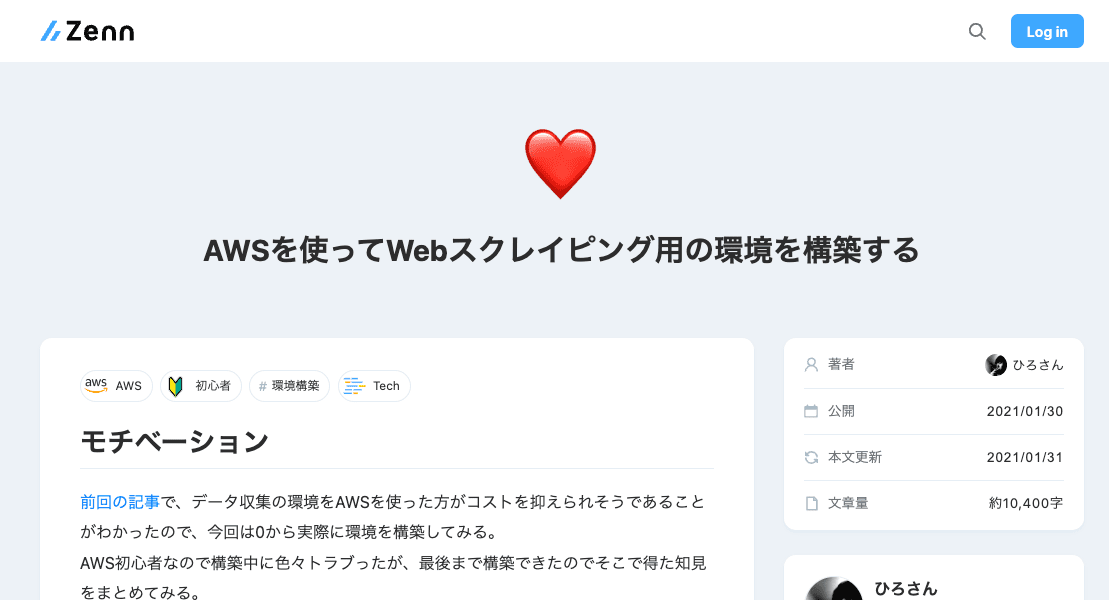 Zenn
Log in
AWSを使ってWebスクレイピング用の環境を構築する
aws AWS
初心者
# 環境構築
Tech
モチベーション
前回の記事で、データ収集の環境をAWSを使った方がコストを抑えられそうであること
がわかったので、今回は0から実際に環境を構築してみる。
AWS初心者なので構築中に色々トラブったが、最後まで構築できたのでそこで得た知見
をまとめてみる。
著者 ひろさん
公開 2021/01/30
本文更新 2021/01/31
文章量 約10,400字
ひろさん